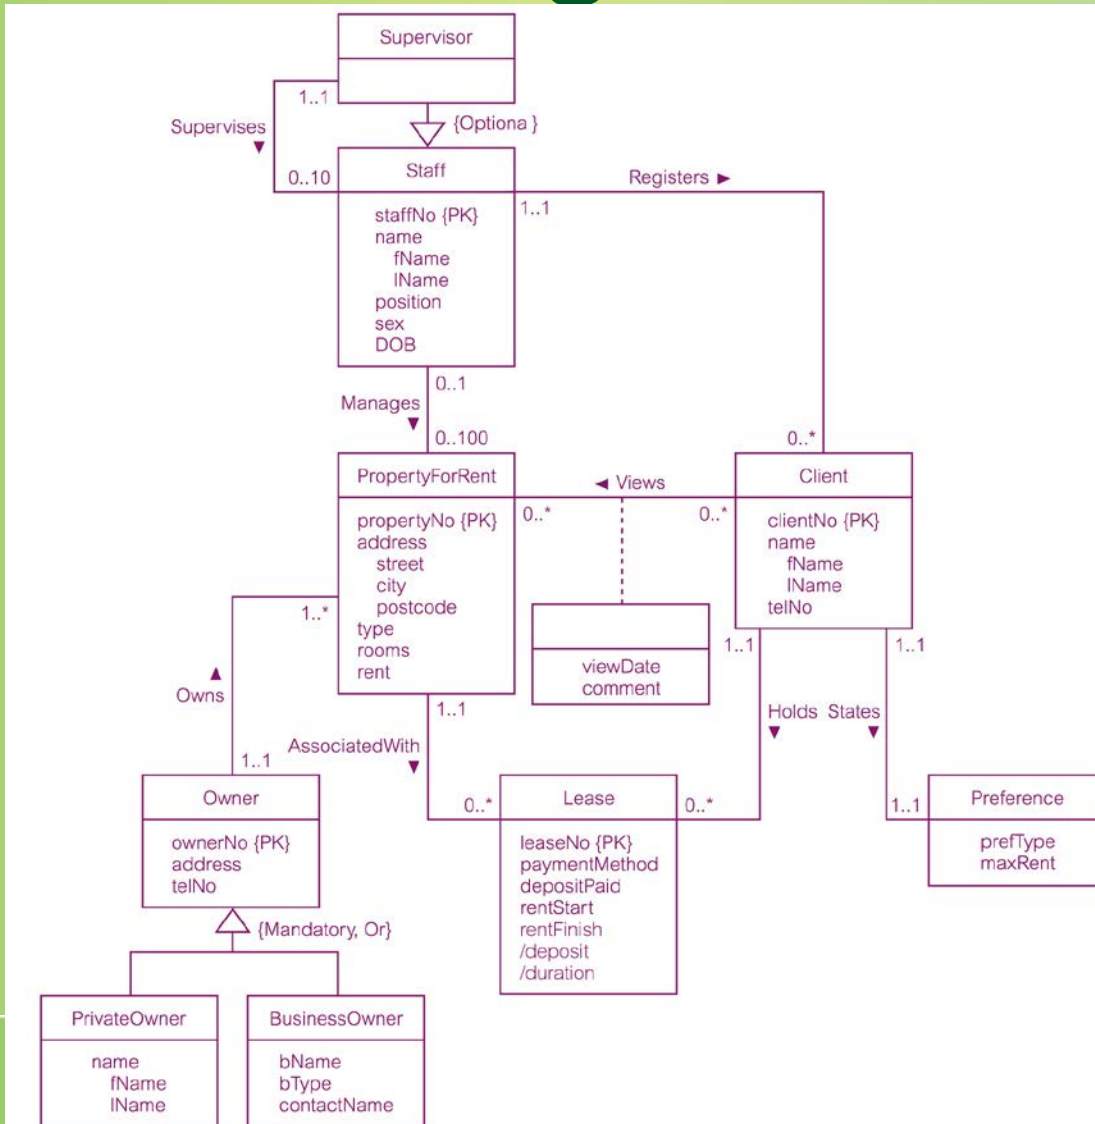 Supervisor
1..1
Supervises
{Optiona }
0..10
Staff
Registers
1..1
staffNo {PK}
name
fName
lName
position
sex
DOB
0..1
Manages
0..100
0..*
PropertyForRent
Views
Client
0..*
0..*
propertyNo {PK}
address
street
city
postcode
type
rooms
rent
clientNo {PK}
name
fName
lName
telNo
1..*
viewDate
comment
1..1
1..1
Owns
1..1
Holds
States
AssociatedWith
1..1
Owner
0..*
Lease
0..*
1..1
Preference
ownerNo {PK}
address
telNo
leaseNo {PK}
paymentMethod
depositPaid
rentStart
rentFinish
/deposit
/duration
prefType
maxRent
{Mandatory, Or}
PrivateOwner
BusinessOwner
name
fName
lName
bName
bType
contactName